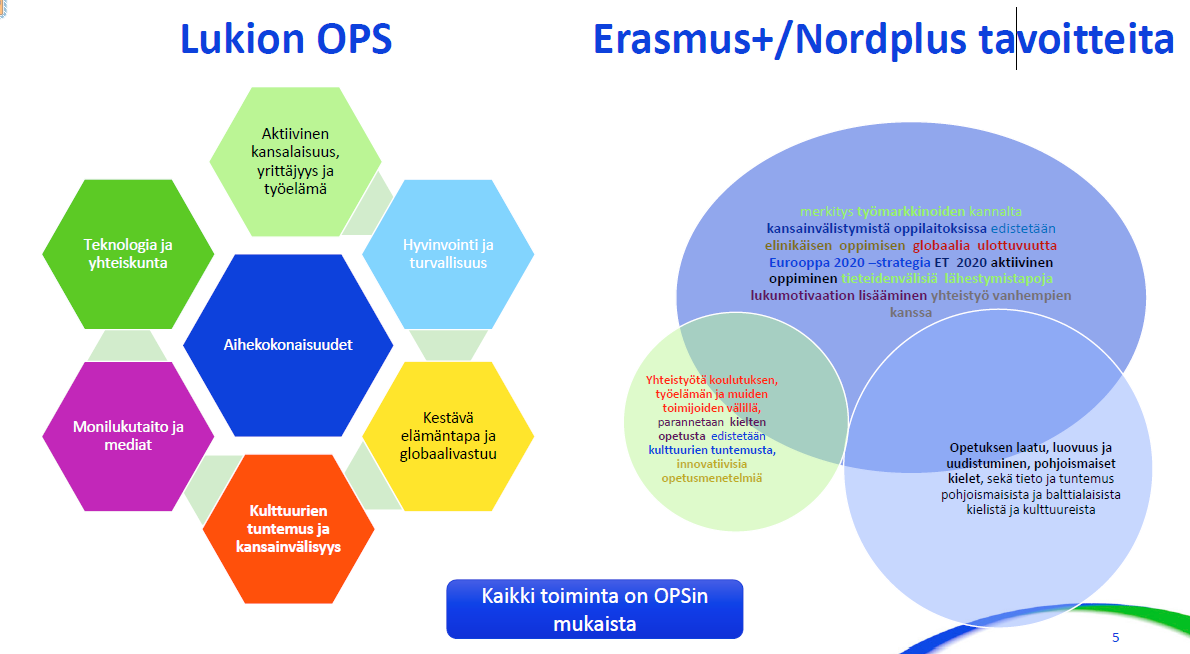 Lukion OPS
Aktiivinen
kansalaisuus,
yrittäjyys ja
työelämä
Teknologia ja
yhteiskunta
Hyvinvointi ja
turvallisuus
Aihekokonaisuudet
Monilukutaito ja
mediat
Kestävä
elämäntapa ja
globaalivastuu
Kulttuurien
tuntemus ja
kansainvälisyys
Erasmus+/Nordplus tavoitteita
merkitys työmarkkinoiden kannalta
kansainvälistymistä oppilaitoksissa edistetään
elinikäisen oppimisen globaalia ulottuvuutta
Eurooppa 2020 –strategia ET 2020 aktiivinen
oppiminen tieteidenvälisiä lähestymistapoja
lukumotivaation lisääminen yhteistyö vanhempien
kanssa
Yhteistyötä koulutuksen,
työelämän ja muiden
toimijoiden välillä,
parannetaan kielten
opetusta edistetään
kulttuurien tuntemusta,
innovatiivisia
opetusmenetelmiä
Opetuksen laatu, luovuus ja
uudistuminen, pohjoismaiset
kielet, sekä tieto ja tuntemus
pohjoismaisista ja balttialaisista
kielistä ja kulttuureista
Kaikki toiminta on OPSin
mukaista
5